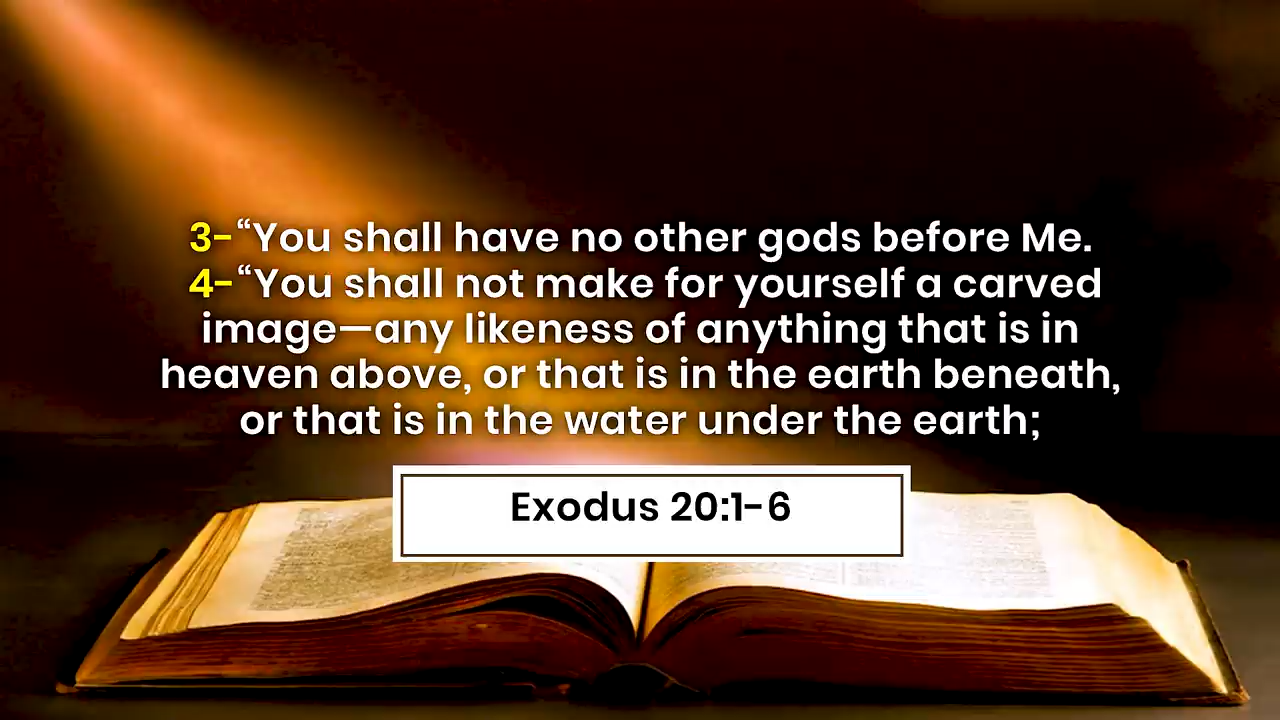 3-“You shall have no other gods before Me.
4-“You shall not make for yourself a carved
image—any likeness of anything that is in
heaven above, or that is in the earth beneath,
or that is in the water under the earth;
Exodus 20:1-6